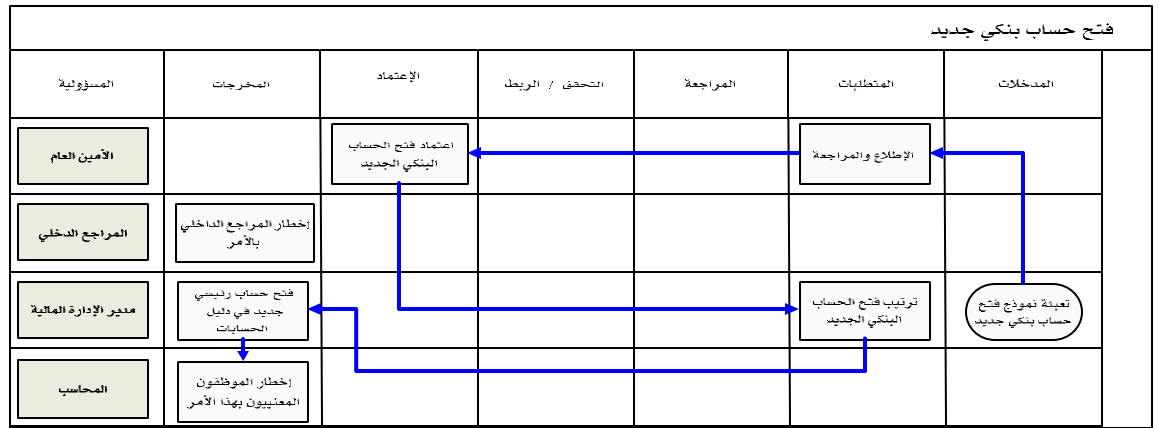 فتح حساب بنكي جديد
المدخلات
المتطلبات
المراجعة
التحقق / الربط
الإعتماد
المخرجات
المسؤولية
الإطلاع والمراجعة
اعتماد فتح الحساب
البنكي الجديد
الأمين العام
إخطار المراجع الداخلي
بالأمر
المراجع الدخلي
تعبئة نموذج فتح
حساب بنكي جديد
ترتيب فتح الحساب
البنكي الجديد
فتح حساب رئيسي
جديد في دليل
الحسابات
مدير الإدارة المالية
إخطار الموظفون
المعنييون بهذا الأمر
المحاسب